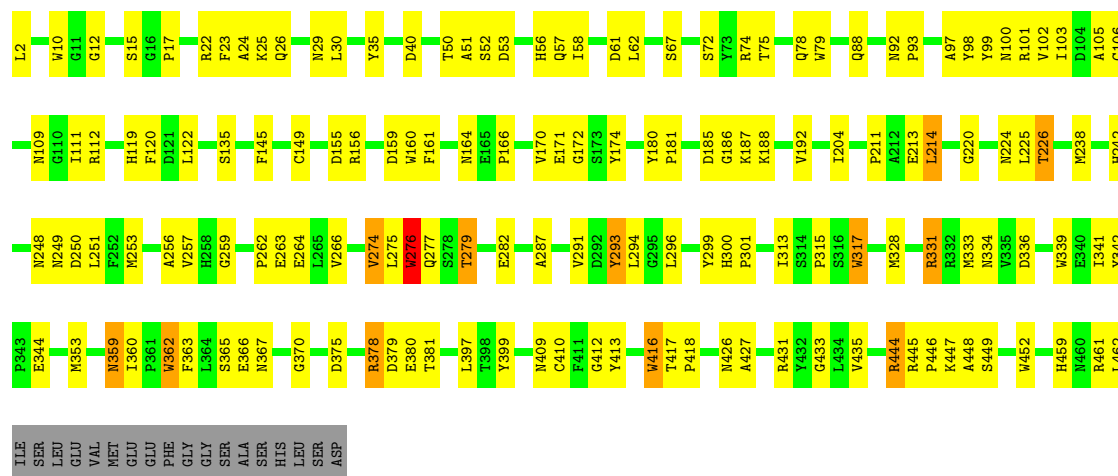 L2 W10 G11 G12 S15 G16 P17 R22 F23 A24 K25 Q26 N29 L30 Y35 D40 T50 A51 S52 D53 H56 Q57 I58 D61 L62 S67 S72 Y73 R74 T75 Q78 W79 Q88 N92 P93 A97 Y98 Y99 N100 R101 V102 I103 D104 A105
N109 G110 I111 R112 H119 F120 D121 L122 S135 F145 C149 D155 R156 D159 W160 F161 N164 E165 P166 V170 E171 G172 S173 Y174 Y180 P181 D185 G186 K187 K188 V192 I204 P211 A212 E213 L214 G220 N224 L225 T226 M238
N248 N249 D250 L251 F252 M253 A256 V257 H258 G259 P262 E263 E264 L265 V266 V274 L275 W276 Q277 S278 T279 E282 A287 V291 D292 Y293 L294 G295 L296 Y299 H300 P301 I313 S314 P315 S316 W317 M328 R331 R332 M333 N334 V335 D336 W339 E340 I341
P343 E344 M353 N359 I360 P361 W362 F363 L364 S365 E366 N367 G370 D375 R378 D379 E380 T381 L397 T398 Y399 N409 C410 F411 G412 Y413 W416 T417 P418 N426 A427 R431 Y432 G433 L434 V435 R444 R445 P446 K447 A448 S449 W452 H459 N460 R461
ILE SER LEU GLU VAL MET GLU GLU PHE GLY GLY SER ALA SER HIS LEU SER ASP